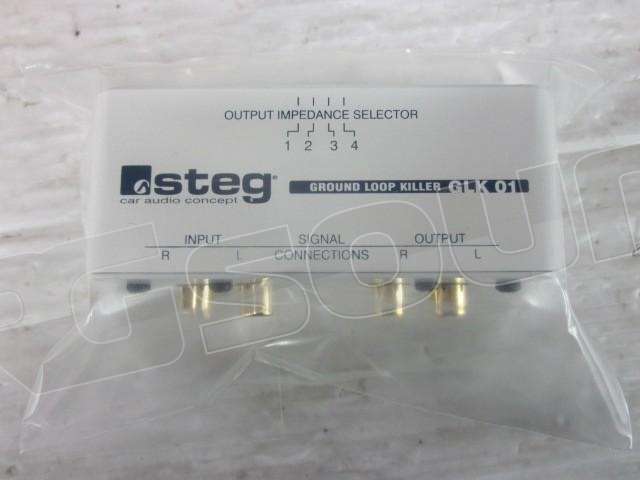 OUTPUT IMPEDANCE SELECTOR
1 2 3 4
steg®
car audio concept
GROUND LOOP KILLER GLK 01
INPUT SIGNAL OUTPUT
R L CONNECTIONS R L